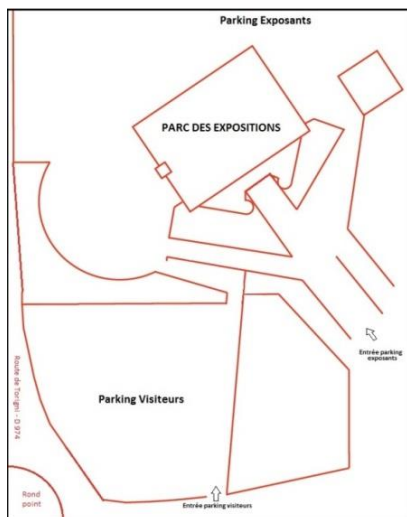 Parking Exposants
PARC DES EXPOSITIONS
Entrée parking
exposants
Route de Torigni - D 974
Parking Visiteurs
Entrée parking visiteurs
Rond
point